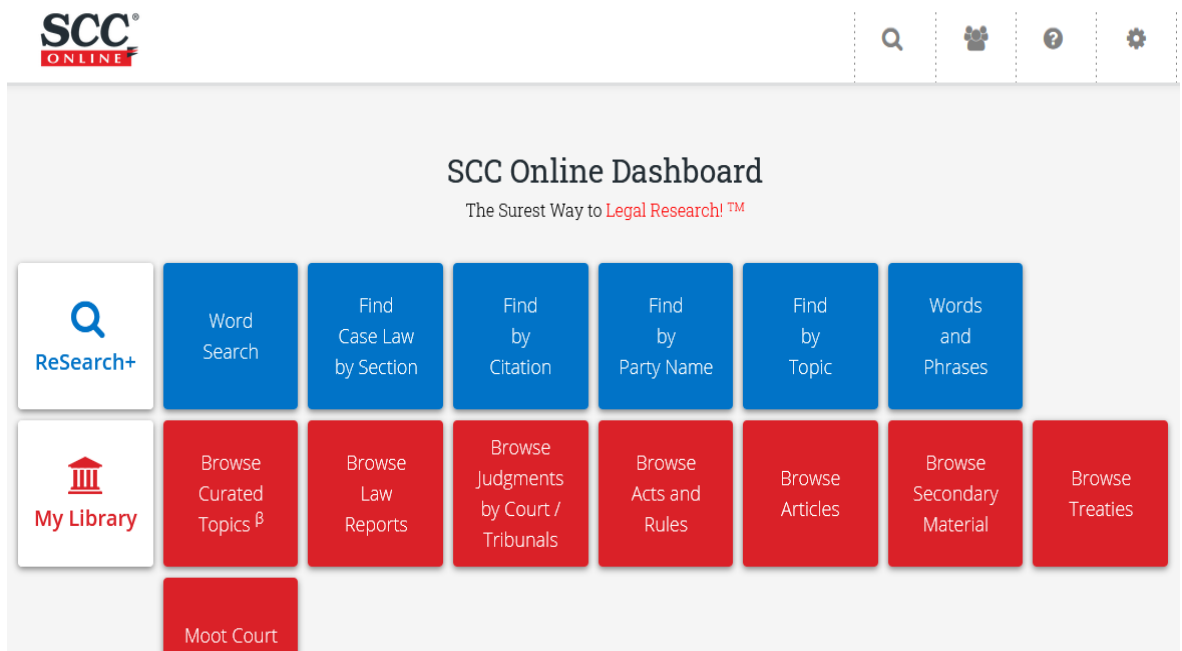 SCC®
ONLINE
SCC Online Dashboard
The Surest Way to Legal Research! TM
ReSearch+
Word
Search
Find
Case Law
by Section
Find
by
Citation
Find
by
Party Name
Find
by
Topic
Words
and
Phrases
My Library
Browse
Curated
Topics β
Browse
Law
Reports
Browse
Judgments
by Court /
Tribunals
Browse
Acts and
Rules
Browse
Articles
Browse
Secondary
Material
Browse
Treaties
Moot Court